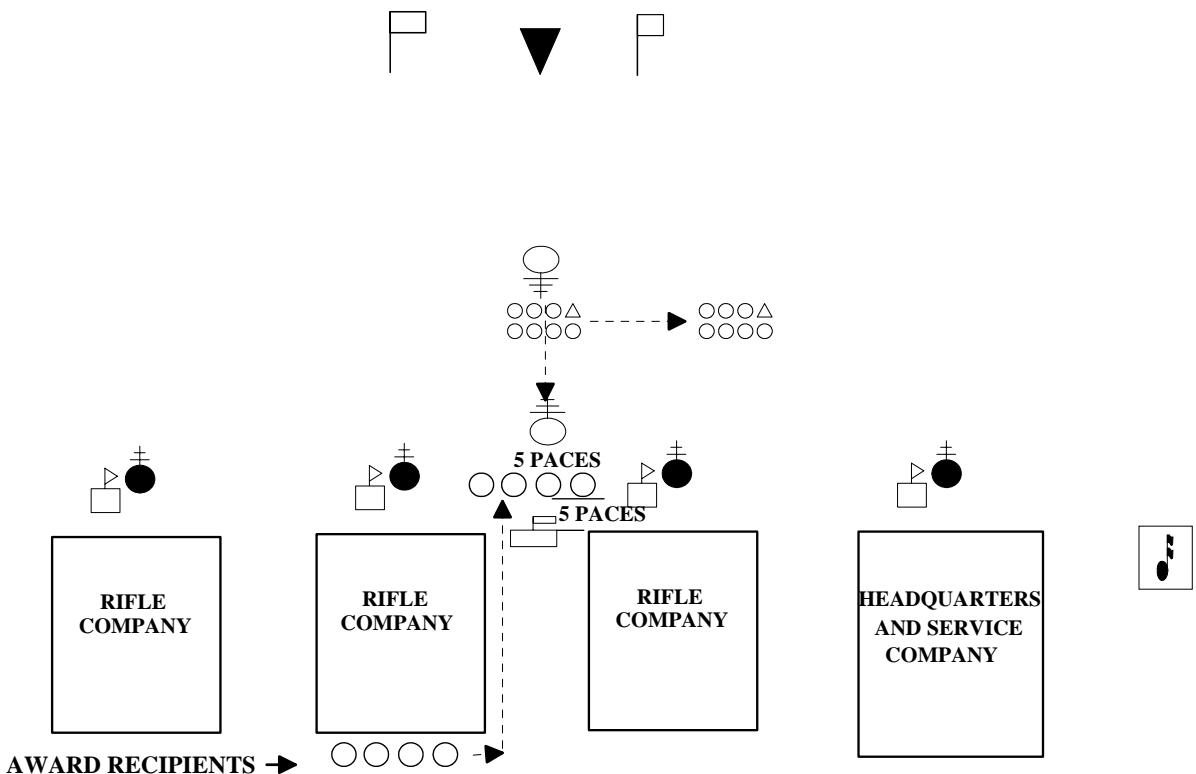 5 PACES
5 PACES
RIFLE
COMPANY
RIFLE
COMPANY
RIFLE
COMPANY
HEADQUARTERS
AND SERVICE
COMPANY
AWARD RECIPIENTS